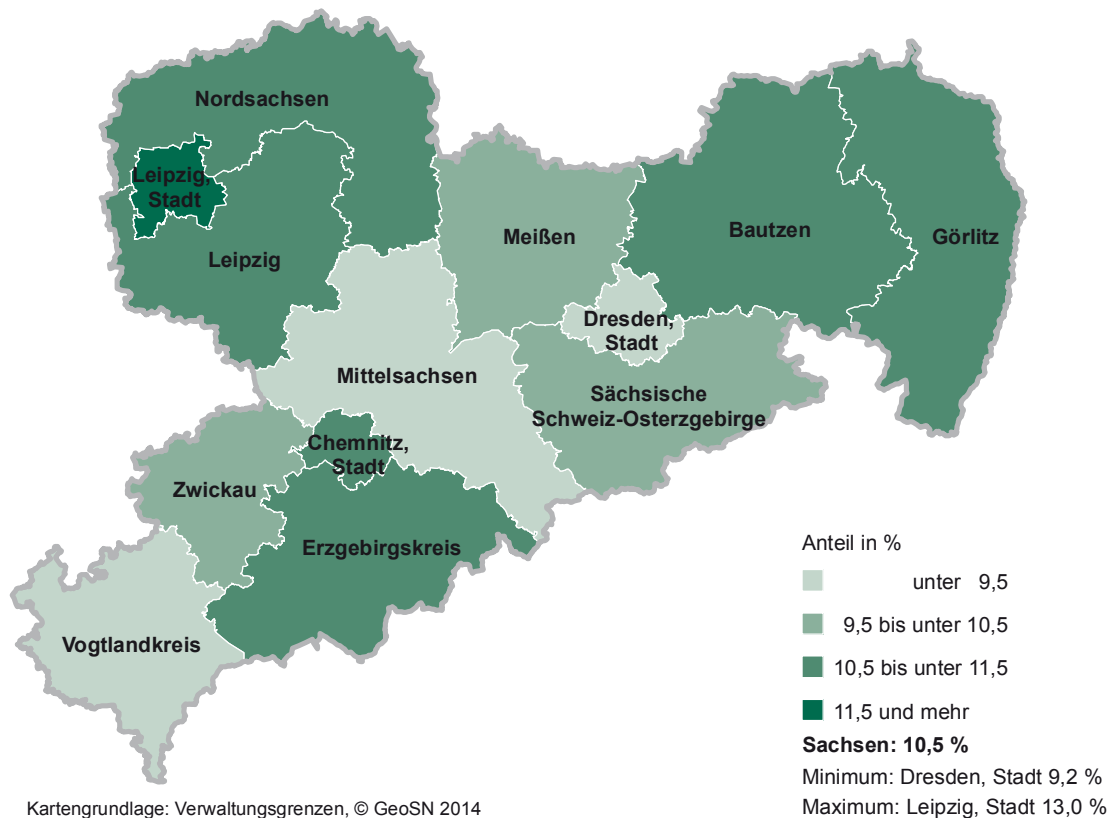 Nordsachsen
Leipzig,
Stadt
Leipzig
Meißen
Bautzen
Görlitz
Dresden,
Stadt
Mittelsachsen
Sächsische
Schweiz-Osterzgebirge
Chemnitz,
Stadt
Zwickau
Erzgebirgskreis
Vogtlandkreis
Anteil in %
unter 9,5
9,5 bis unter 10,5
10,5 bis unter 11,5
11,5 und mehr
Sachsen: 10,5 %
Minimum: Dresden, Stadt 9,2 %
Maximum: Leipzig, Stadt 13,0 %
Kartengrundlage: Verwaltungsgrenzen, © GeoSN 2014